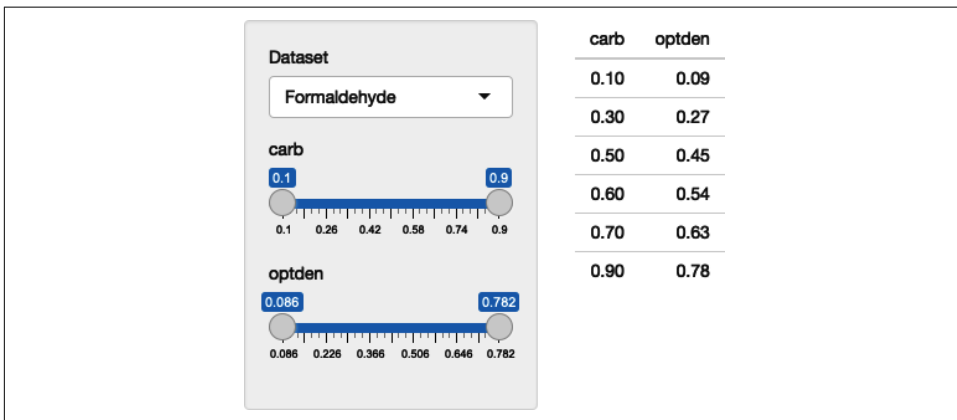 Dataset
Formaldehyde
carb
0.1 0.9
0.1 0.26 0.42 0.58 0.74 0.9
optden
0.086 0.782
0.086 0.226 0.366 0.506 0.646 0.782
carb optden
0.10 0.09
0.30 0.27
0.50 0.45
0.60 0.54
0.70 0.63
0.90 0.78